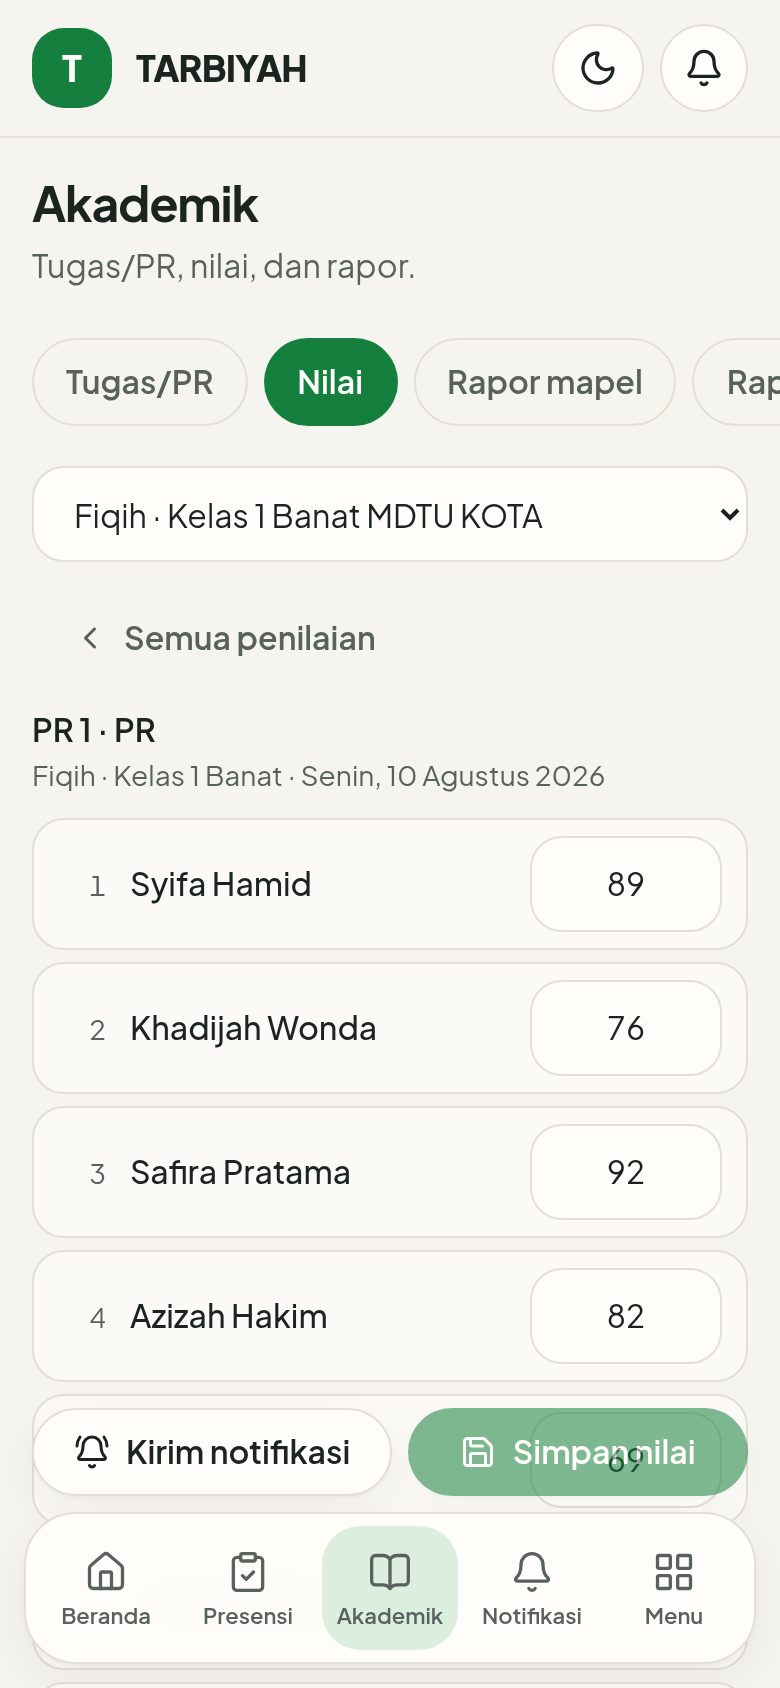 T TARBIYAH
Akademik
Tugas/PR, nilai, dan rapor.
Tugas/PR Nilai Rapor mapel Rap
Fiqih · Kelas 1 Banat MDTU KOTA
Semua penilaian
PR 1 · PR
Fiqih · Kelas 1 Banat · Senin, 10 Agustus 2026
1 Syifa Hamid 89
2 Khadijah Wonda 76
3 Safira Pratama 92
4 Azizah Hakim 82
Kirim notifikasi Simpan nilai
69
Beranda Presensi Akademik Notifikasi Menu